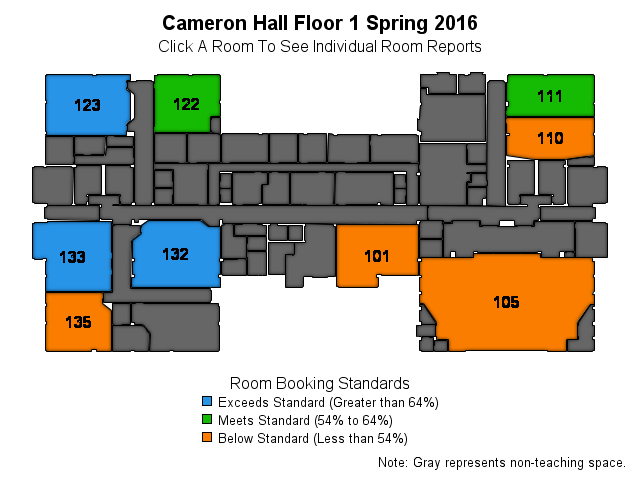 Cameron Hall Floor 1 Spring 2016
Click A Room To See Individual Room Reports
123
122
111
110
133
132
101
105
135
Room Booking Standards
Exceeds Standard (Greater than 64%)
Meets Standard (54% to 64%)
Below Standard (Less than 54%)
Note: Gray represents non-teaching space.